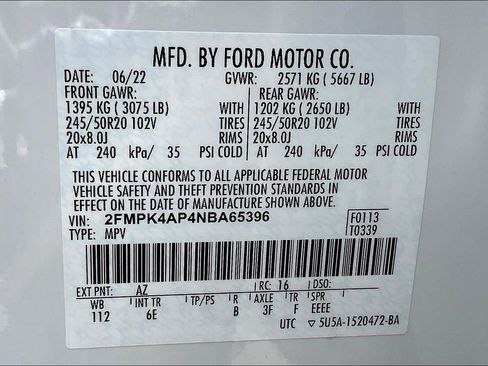 MFD. BY FORD MOTOR CO.
DATE: 06/22 GVWR: 2571 KG ( 5667 LB)
FRONT GAWR: REAR GAWR:
1395 KG ( 3075 LB) WITH 1202 KG ( 2650 LB) WITH
245/50R20 102V TIRES 245/50R20 102V TIRES
20x8.0J RIMS 20x8.0J RIMS
AT 240 kPa/ 35 PSI COLD AT 240 kPa/ 35 PSI COLD
THIS VEHICLE CONFORMS TO ALL APPLICABLE FEDERAL MOTOR
VEHICLE SAFETY AND THEFT PREVENTION STANDARDS IN
EFFECT ON THE DATE OF MANUFACTURE SHOWN ABOVE.
VIN: 2FMPK4AP4NBA65396 F0113
TYPE: MPV T0339
EXT PNT: AZ RC: 16 DSO:
WB INT TR TP/PS R AXLE TR SPR
112 6E B 3F F EEEE
UTC ▽ 5U5A-1520472-BA